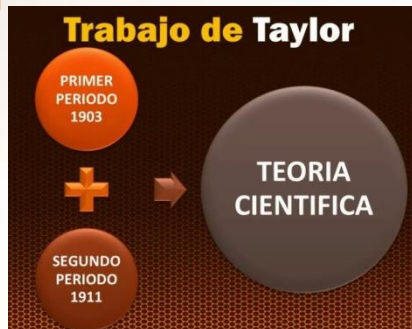 Trabajo de Taylor
PRIMER
PERIODO
1903
TEORIA
CIENTIFICA
SEGUNDO
PERIODO
1911